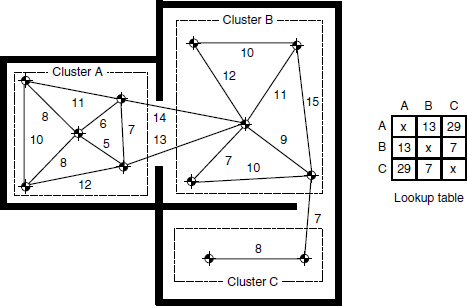 Cluster B
10
12
11
15
9
7
10
Cluster A
11
8
6
7
10
5
8
12
14
13
7
8
Cluster C
A B C
A x 13 29
B 13 x 7
C 29 7 x
Lookup table